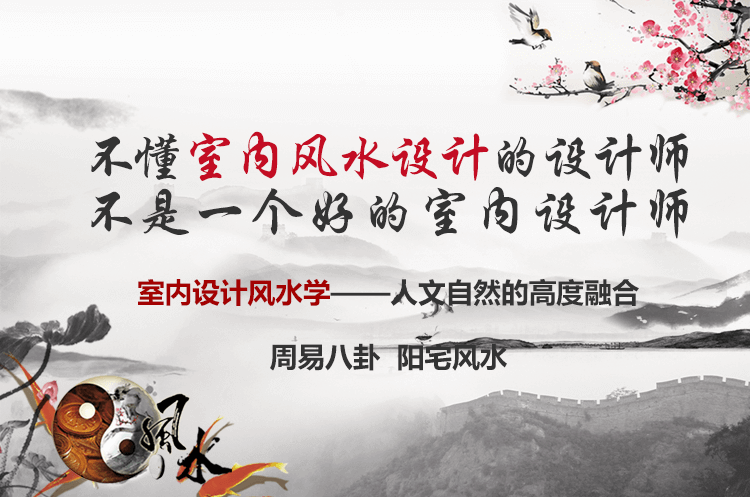 不懂室内风水设计的设计师
不是一个好的室内设计师
室内设计风水学——人文自然的高度融合
周易八卦 阳宅风水
風水